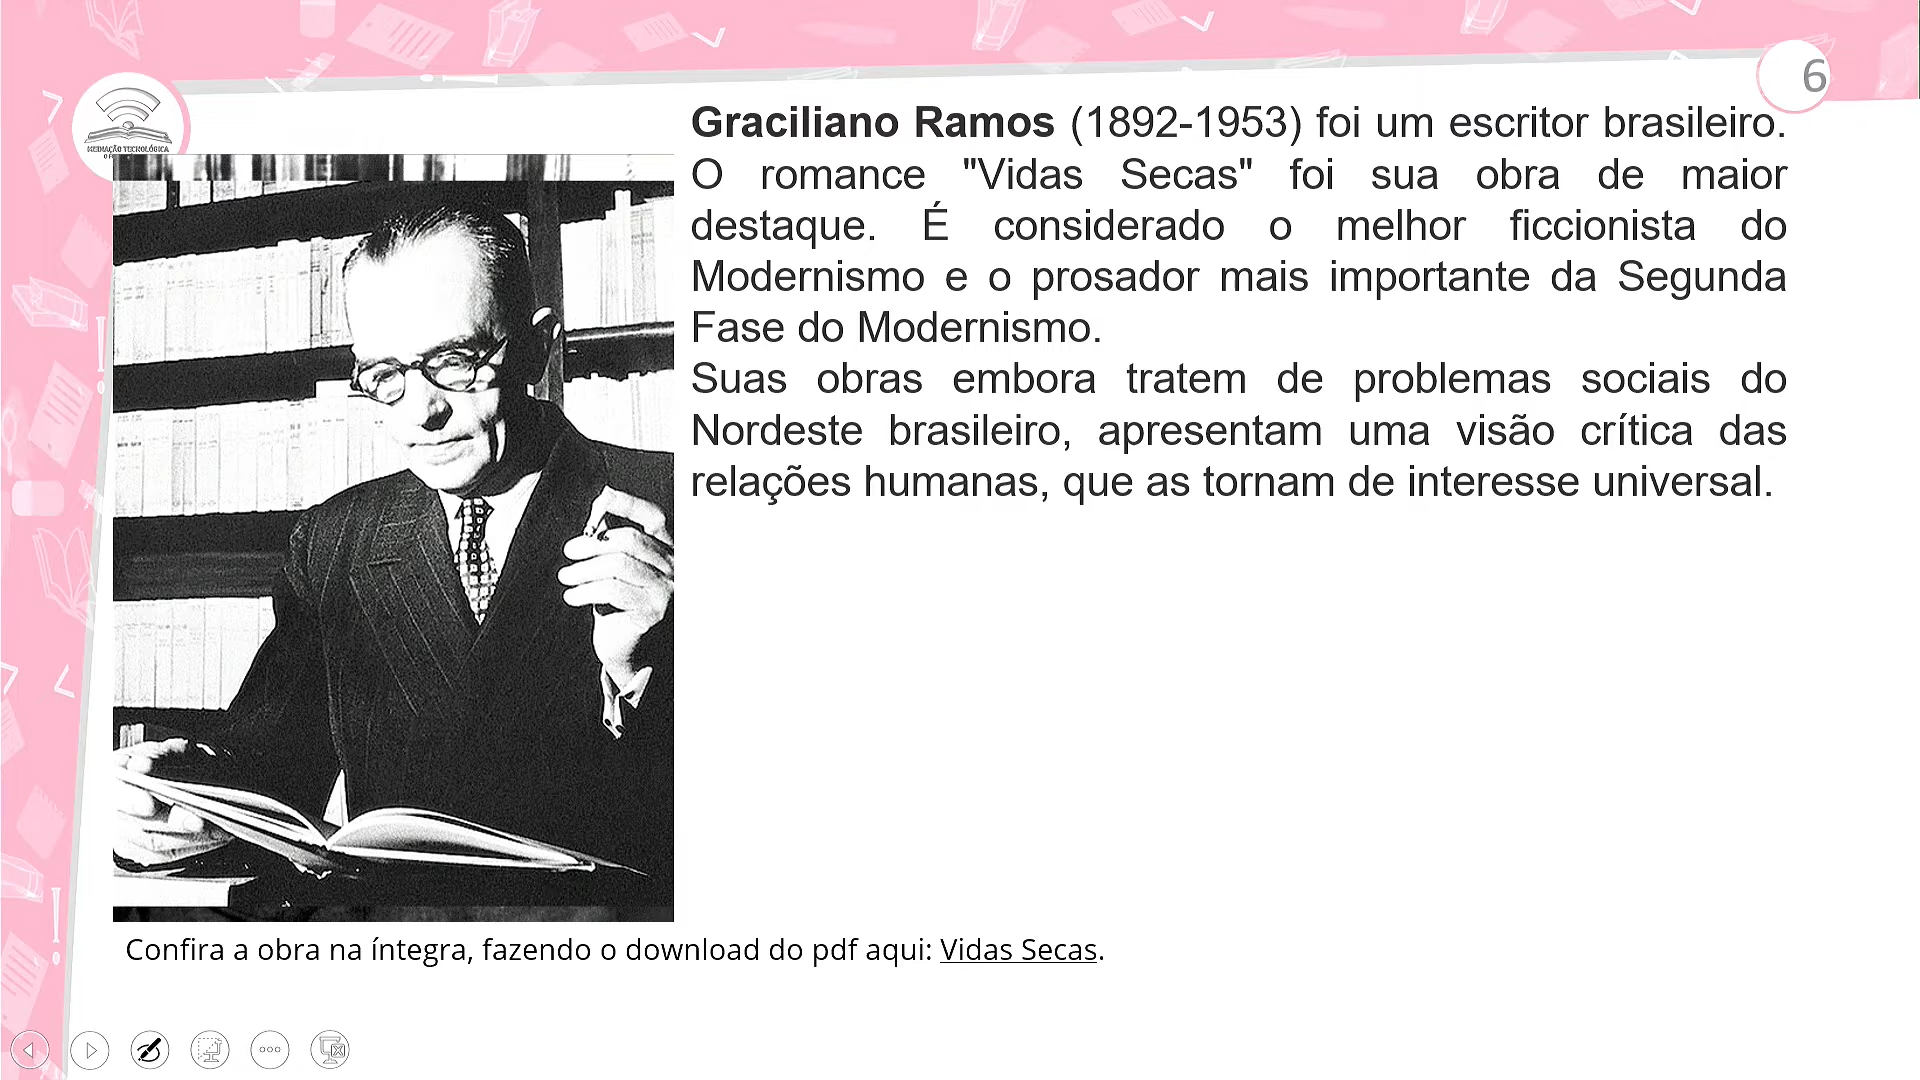 6
MEDIAÇÃO TECNOLÓGICA
Graciliano Ramos (1892-1953) foi um escritor brasileiro.
O romance "Vidas Secas" foi sua obra de maior
destaque. É considerado o melhor ficcionista do
Modernismo e o prosador mais importante da Segunda
Fase do Modernismo.
Suas obras embora tratem de problemas sociais do
Nordeste brasileiro, apresentam uma visão crítica das
relações humanas, que as tornam de interesse universal.
Confira a obra na íntegra, fazendo o download do pdf aqui: Vidas Secas.